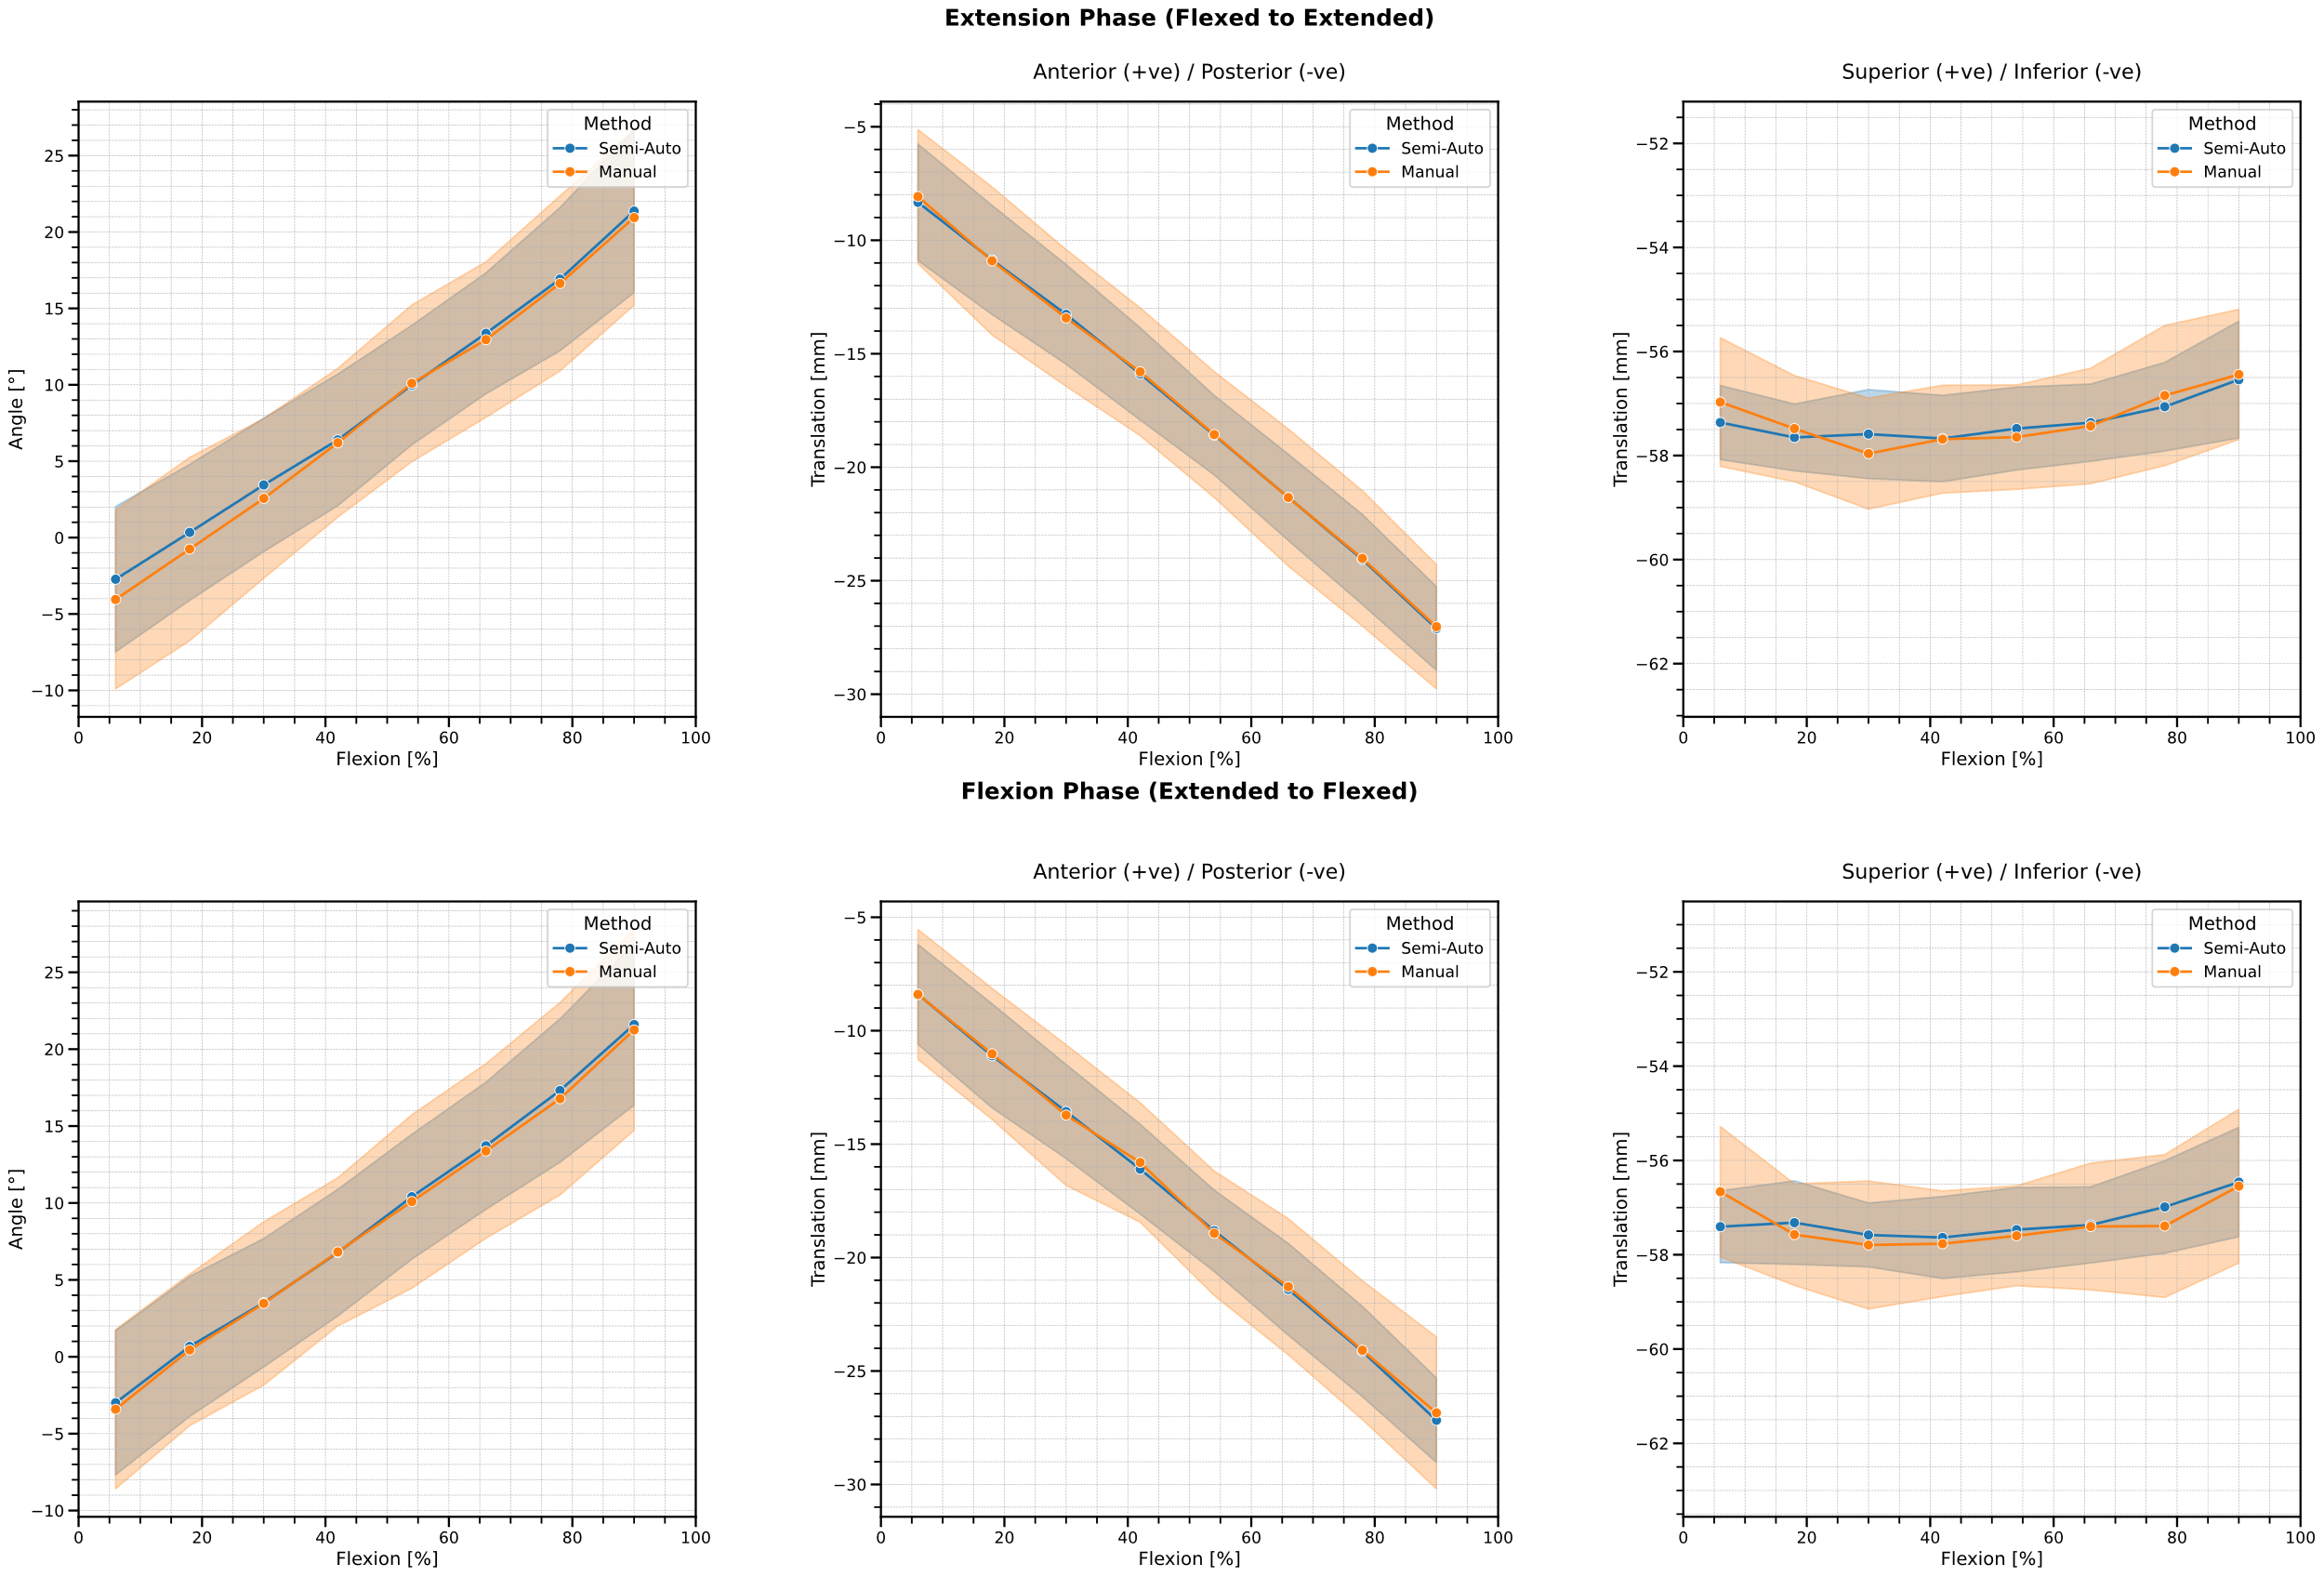 Extension Phase (Flexed to Extended)
Anterior (+ve) / Posterior (-ve)
Superior (+ve) / Inferior (-ve)
Angle [°]
25
20
15
10
5
0
−5
−10
0 20 40 60 80 100
Flexion [%]
Method
Semi-Auto
Manual
Translation [mm]
−5
−10
−15
−20
−25
−30
0 20 40 60 80 100
Flexion [%]
Method
Semi-Auto
Manual
Translation [mm]
−52
−54
−56
−58
−60
−62
0 20 40 60 80 100
Flexion [%]
Method
Semi-Auto
Manual
Flexion Phase (Extended to Flexed)
Anterior (+ve) / Posterior (-ve)
Superior (+ve) / Inferior (-ve)
Angle [°]
25
20
15
10
5
0
−5
−10
0 20 40 60 80 100
Flexion [%]
Method
Semi-Auto
Manual
Translation [mm]
−5
−10
−15
−20
−25
−30
0 20 40 60 80 100
Flexion [%]
Method
Semi-Auto
Manual
Translation [mm]
−52
−54
−56
−58
−60
−62
0 20 40 60 80 100
Flexion [%]
Method
Semi-Auto
Manual